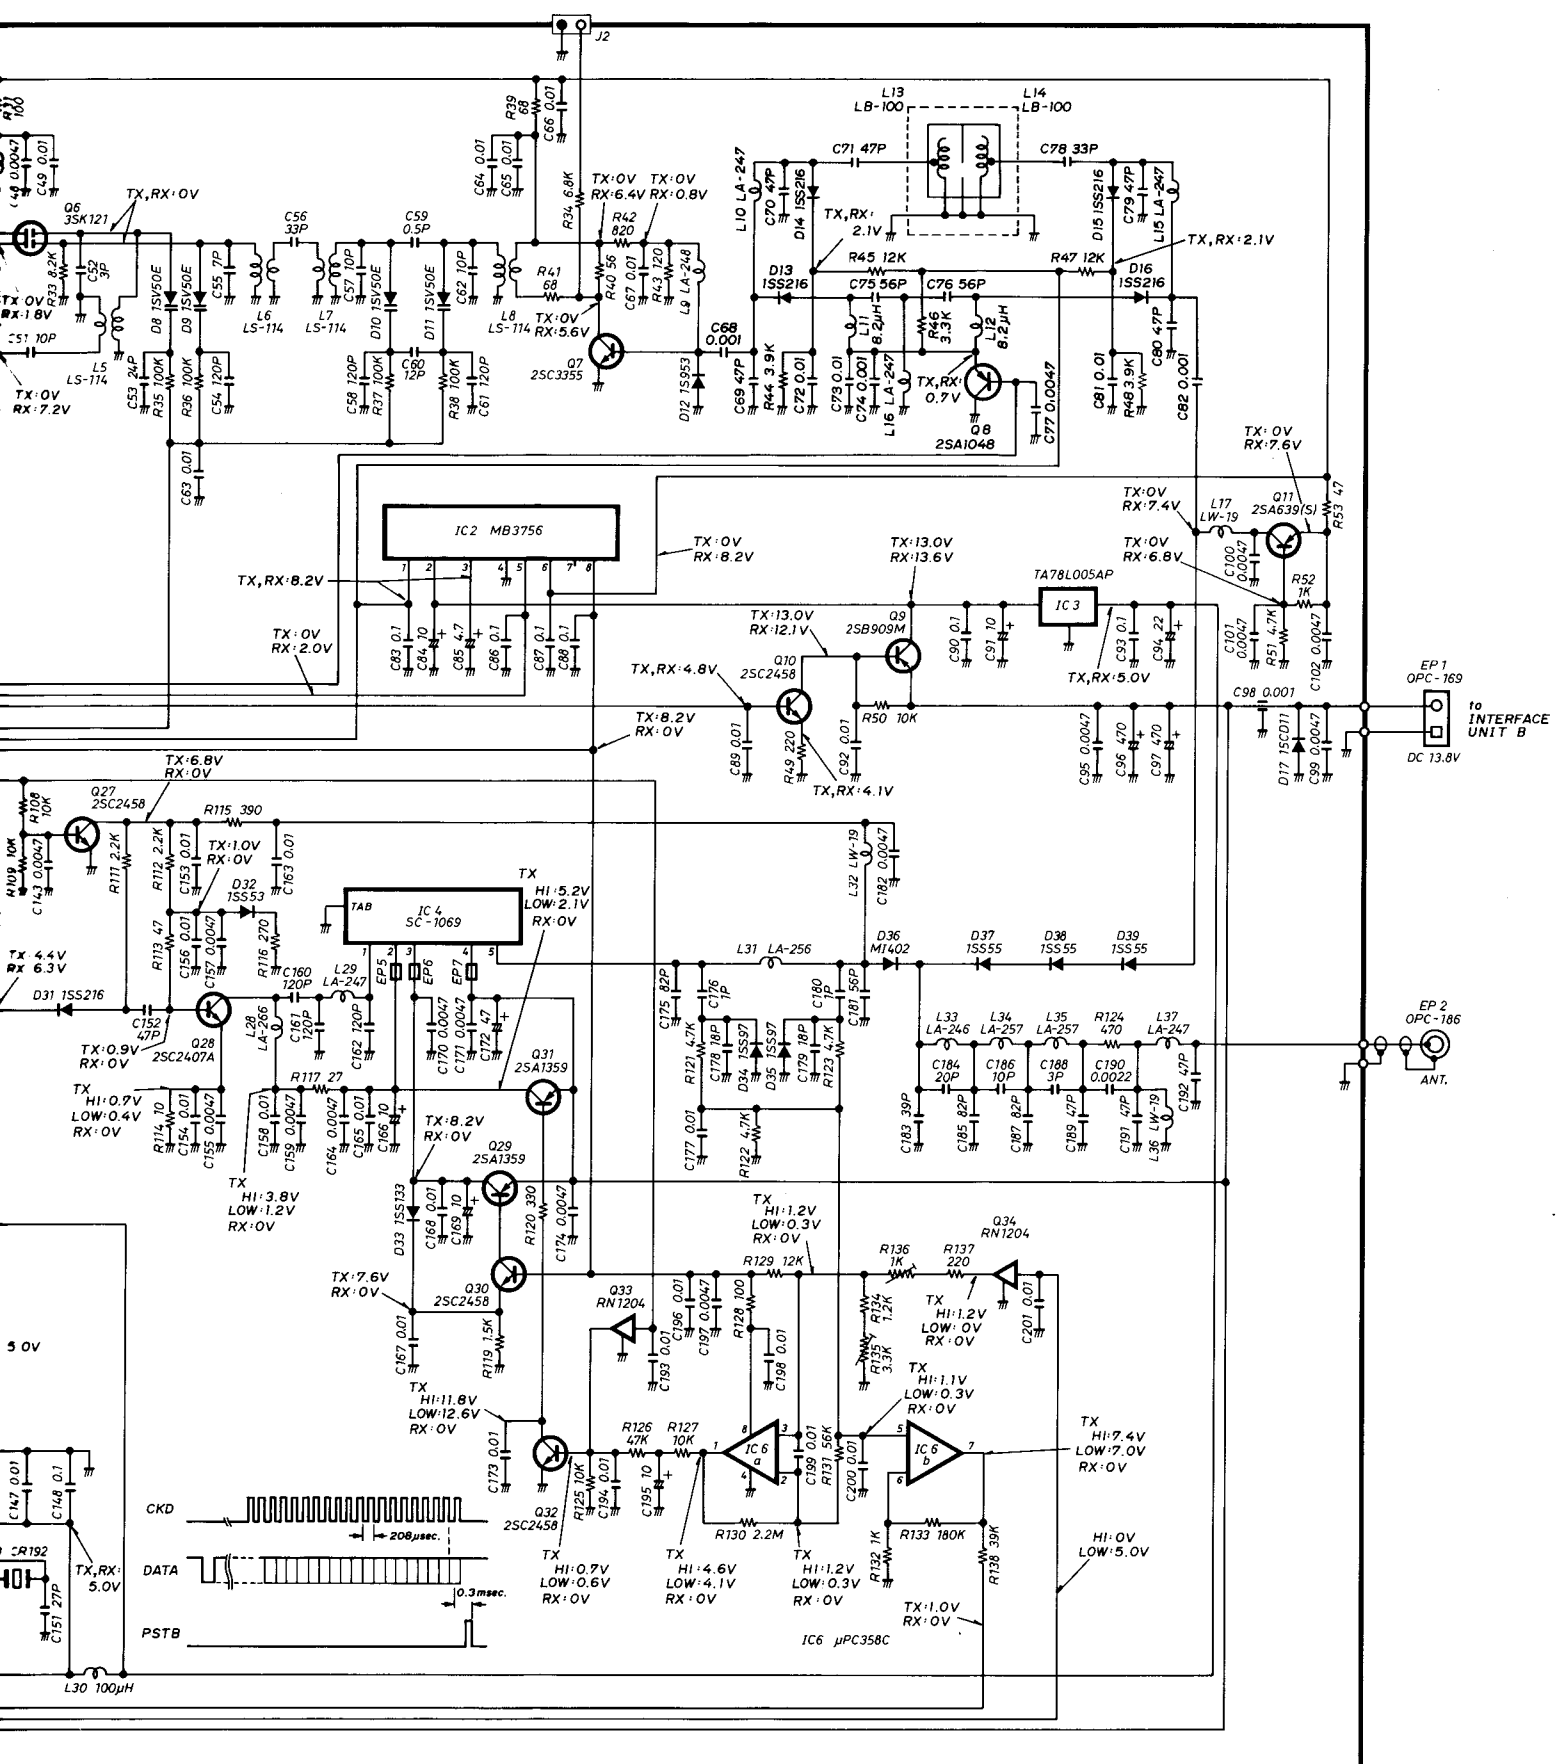 J2
R31
100
C48 0.0047
C49 0.01
Q6
3SK121
TX,RX:0V
R33 8.2K
C52
3P
TX:0V
RX:1.8V
C51 10P
TX:0V
RX:7.2V
L5
LS-114
D8 1SV50E
D9 1SV50E
C55 7P
C53 24P
R35 100K
R36 100K
C54 120P
C63 0.01
L6
LS-114
C56
33P
L7
LS-114
C57 10P
D10 1SV50E
C59
0.5P
D11 1SV50E
C62 10P
C58 120P
R37 100K
C60
12P
R38 100K
C61 120P
L8
LS-114
C64 0.01
C65 0.01
R39
68
C66 0.01
R34 6.8K
R41
68
TX:0V
RX:5.6V
Q7
2SC3355
TX:0V
RX:6.4V
TX:0V
RX:0.8V
R42
820
R40 56
C67 0.01
R43 120
L9 LA-248
D12 1S953
C68
0.001
L10 LA-247
C70 47P
D14 1SS216
C71 47P
L13
LB-100
L14
LB-100
C78 33P
D15 1SS216
C79 47P
L15 LA-247
TX,RX:
2.1V
TX,RX:2.1V
R45 12K
R47 12K
D13
1SS216
C75 56P
C76 56P
D16
1SS216
L11
8.2µH
R46
3.3K
L12
8.2µH
C80 47P
C69 47P
R44 3.9K
C72 0.01
C73 0.01
C74 0.001
L16 LA-247
TX,RX:
0.7V
Q8
2SA1048
C77 0.0047
C81 0.01
R48 3.9K
C82 0.001
IC2 MB3756
1 2 3 4 5 6 7 8
TX,RX:8.2V
TX:0V
RX:2.0V
C83 0.1
C84 10
C85 4.7
C86 0.1
C87 0.1
C88 0.1
TX:0V
RX:8.2V
TX:13.0V
RX:13.6V
TX:13.0V
RX:12.1V
Q9
2SB909M
Q10
2SC2458
TX,RX:4.8V
TX:8.2V
RX:0V
C89 0.01
R49 220
C92 0.01
R50 10K
TX,RX:4.1V
C90 0.1
C91 10
TA78L005AP
IC3
C93 0.1
C94 22
TX,RX:5.0V
C95 0.0047
C96 470
C97 470
TX:0V
RX:7.6V
TX:0V
RX:7.4V
L17
LW-19
Q11
2SA639(S)
R53 47
TX:0V
RX:6.8V
C100
0.0047
R52
1K
C101
0.0047
R51 4.7K
C102 0.0047
C98 0.001
D17 15CD11
C99 0.0047
EP1
OPC-169
to
INTERFACE
UNIT B
DC 13.8V
R108
10K
R109 10K
C143 0.0047
Q27
2SC2458
TX:6.8V
RX:0V
R115 390
R111 2.2K
R112 2.2K
C153 0.01
TX:1.0V
RX:0V
C163 0.01
D32
1SS53
R113 47
C156 0.01
C157 0.0047
R116 270
TX:4.4V
RX:6.3V
D31 1SS216
C152
47P
TX:0.9V
RX:0V
Q28
2SC2407A
L28
LA-266
C160
120P
L29
LA-247
C161
120P
C162 120P
TX
HI:0.7V
LOW:0.4V
RX:0V
R114 10
C154 0.01
C155 0.0047
R117 27
C158 0.01
C159 0.0047
C164 0.0047
C165 0.01
C166 10
TX
HI:3.8V
LOW:1.2V
RX:0V
TAB
IC4
SC-1069
1 2 3 4 5
EP5
EP6
EP7
TX
HI:5.2V
LOW:2.1V
RX:0V
C170 0.0047
C171 0.0047
C172 47
Q31
2SA1359
TX:8.2V
RX:0V
Q29
2SA1359
D33 1SS133
C168 0.01
C169 10
R120 330
C174 0.0047
TX:7.6V
RX:0V
Q30
2SC2458
C167 0.01
R119 1.5K
L32 LW-19
C182 0.0047
L31 LA-256
D36
MI402
D37
1SS55
D38
1SS55
D39
1SS55
C175 82P
C176
1P
C180
1P
C181 56P
R121 4.7K
C178 18P
D34 1SS97
D35 1SS97
C179 18P
R123 4.7K
C177 0.01
R122 4.7K
L33
LA-246
L34
LA-257
L35
LA-257
R124
470
L37
LA-247
C184
20P
C186
10P
C188
3P
C190
0.0022
C183 39P
C185 82P
C187 82P
C189 47P
C191 47P
L36 LW-19
C192 47P
EP2
OPC-186
ANT.
Q33
RN1204
C193 0.01
TX
HI:1.2V
LOW:0.3V
RX:0V
R129 12K
C196 0.01
C197 0.0047
R128 100
C198 0.01
R136
1K
R137
220
Q34
RN1204
R134
1.2K
R135
3.3K
TX
HI:1.2V
LOW:0V
RX:0V
C201 0.01
TX
HI:11.8V
LOW:12.6V
RX:0V
C173 0.01
Q32
2SC2458
R125 10K
C194 0.01
R126
47K
C195 10
R127
10K
IC6
a
8 3 1 4 2
C199 0.01
R131 56K
C200 0.01
R130 2.2M
TX
HI:1.1V
LOW:0.3V
RX:0V
IC6
b
5 6 7
TX
HI:7.4V
LOW:7.0V
RX:0V
R132 1K
R133 180K
R138 39K
HI:0V
LOW:5.0V
TX
HI:0.7V
LOW:0.6V
RX:0V
TX
HI:4.6V
LOW:4.1V
RX:0V
TX
HI:1.2V
LOW:0.3V
RX:0V
TX:1.0V
RX:0V
IC6 µPC358C
5.0V
C147 0.01
C148 0.1
CR192
C151 27P
TX,RX:
5.0V
L30 100µH
CKD
208µsec.
DATA
0.3msec.
PSTB